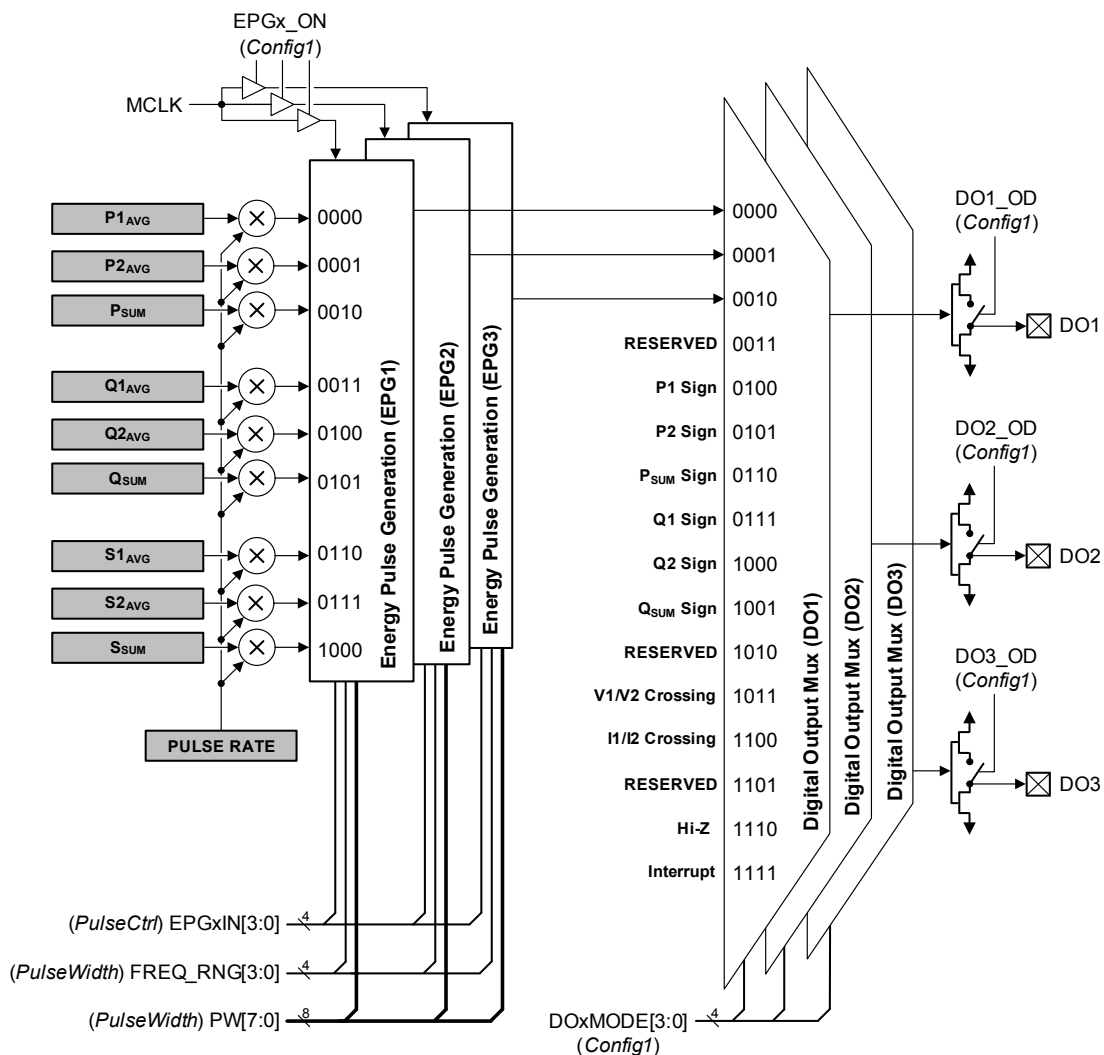 EPGx_ON
(Config1)
MCLK
P1AVG
P2AVG
PSUM
Q1AVG
Q2AVG
QSUM
S1AVG
S2AVG
SSUM
PULSE RATE
0000
0001
0010
0011
0100
0101
0110
0111
1000
Energy Pulse Generation (EPG1)
Energy Pulse Generation (EPG2)
Energy Pulse Generation (EPG3)
(PulseCtrl) EPGxIN[3:0] 4
(PulseWidth) FREQ_RNG[3:0] 4
(PulseWidth) PW[7:0] 8
0000
0001
0010
RESERVED 0011
P1 Sign 0100
P2 Sign 0101
PSUM Sign 0110
Q1 Sign 0111
Q2 Sign 1000
QSUM Sign 1001
RESERVED 1010
V1/V2 Crossing 1011
I1/I2 Crossing 1100
RESERVED 1101
Hi-Z 1110
Interrupt 1111
Digital Output Mux (DO1)
Digital Output Mux (DO2)
Digital Output Mux (DO3)
DOxMODE[3:0] 4
(Config1)
DO1_OD
(Config1)
DO1
DO2_OD
(Config1)
DO2
DO3_OD
(Config1)
DO3